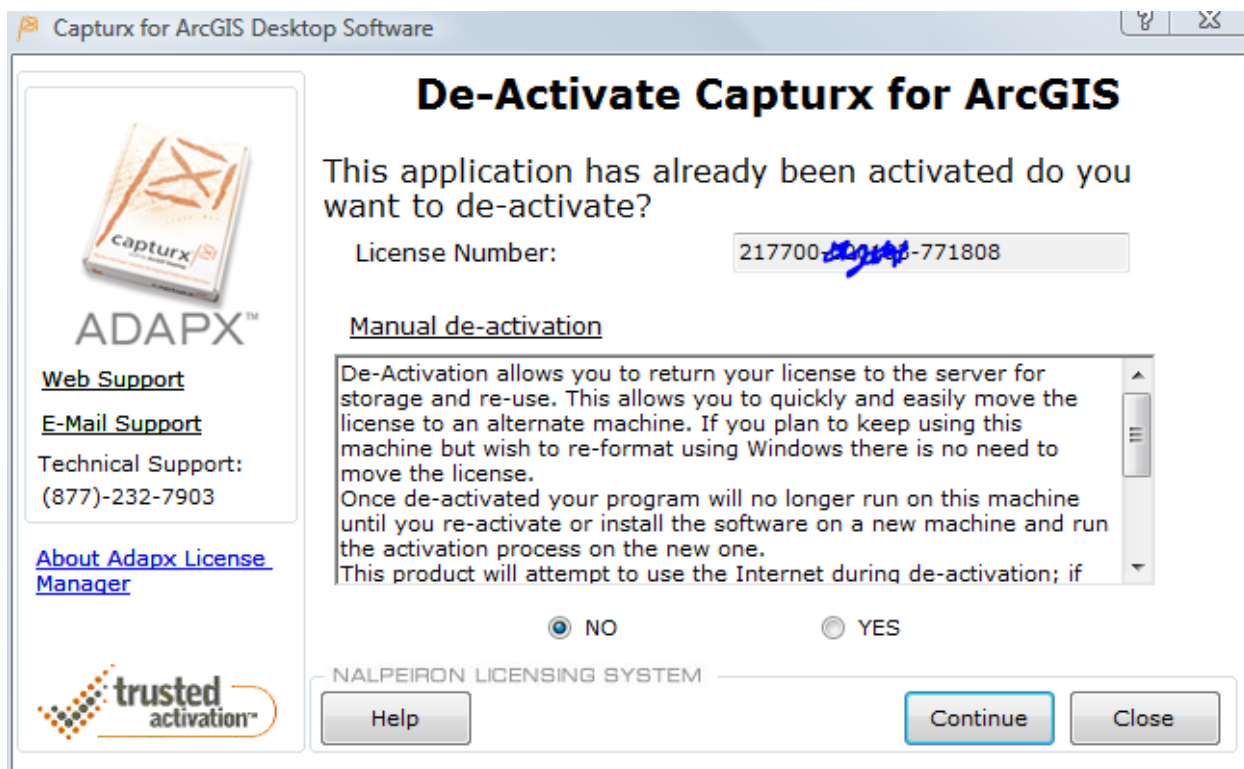 Capturx for ArcGIS Desktop Software
De-Activate Capturx for ArcGIS
This application has already been activated do you
want to de-activate?
License Number:
217700-
-771808
capturx
ADAPX™
Web Support
E-Mail Support
Technical Support:
(877)-232-7903
About Adapx License
Manager
Manual de-activation
De-Activation allows you to return your license to the server for
storage and re-use. This allows you to quickly and easily move the
license to an alternate machine. If you plan to keep using this
machine but wish to re-format using Windows there is no need to
move the license.
Once de-activated your program will no longer run on this machine
until you re-activate or install the software on a new machine and run
the activation process on the new one.
This product will attempt to use the Internet during de-activation; if
NO
YES
trusted
activation™
NALPEIRON LICENSING SYSTEM
Help
Continue
Close